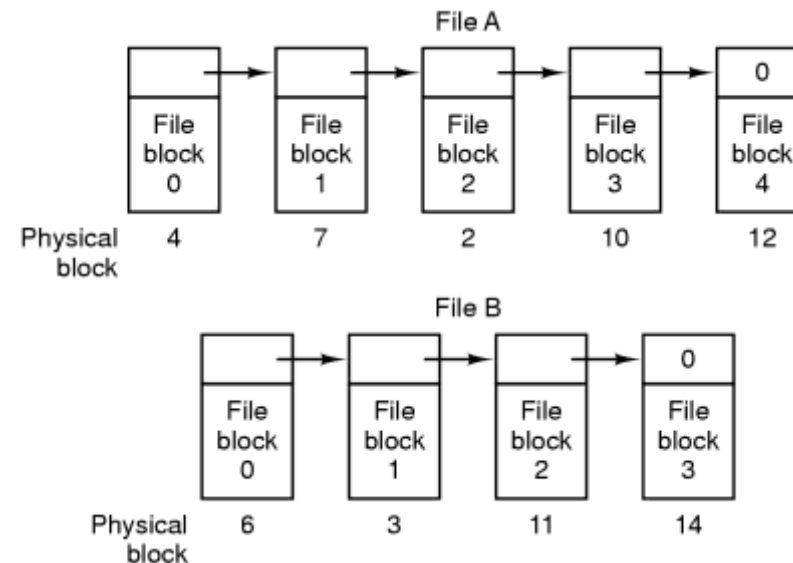 File A
0
File File File File File
block block block block block
0 1 2 3 4
Physical 4 7 2 10 12
block
File B
0
File File File File
block block block block
0 1 2 3
Physical 6 3 11 14
block